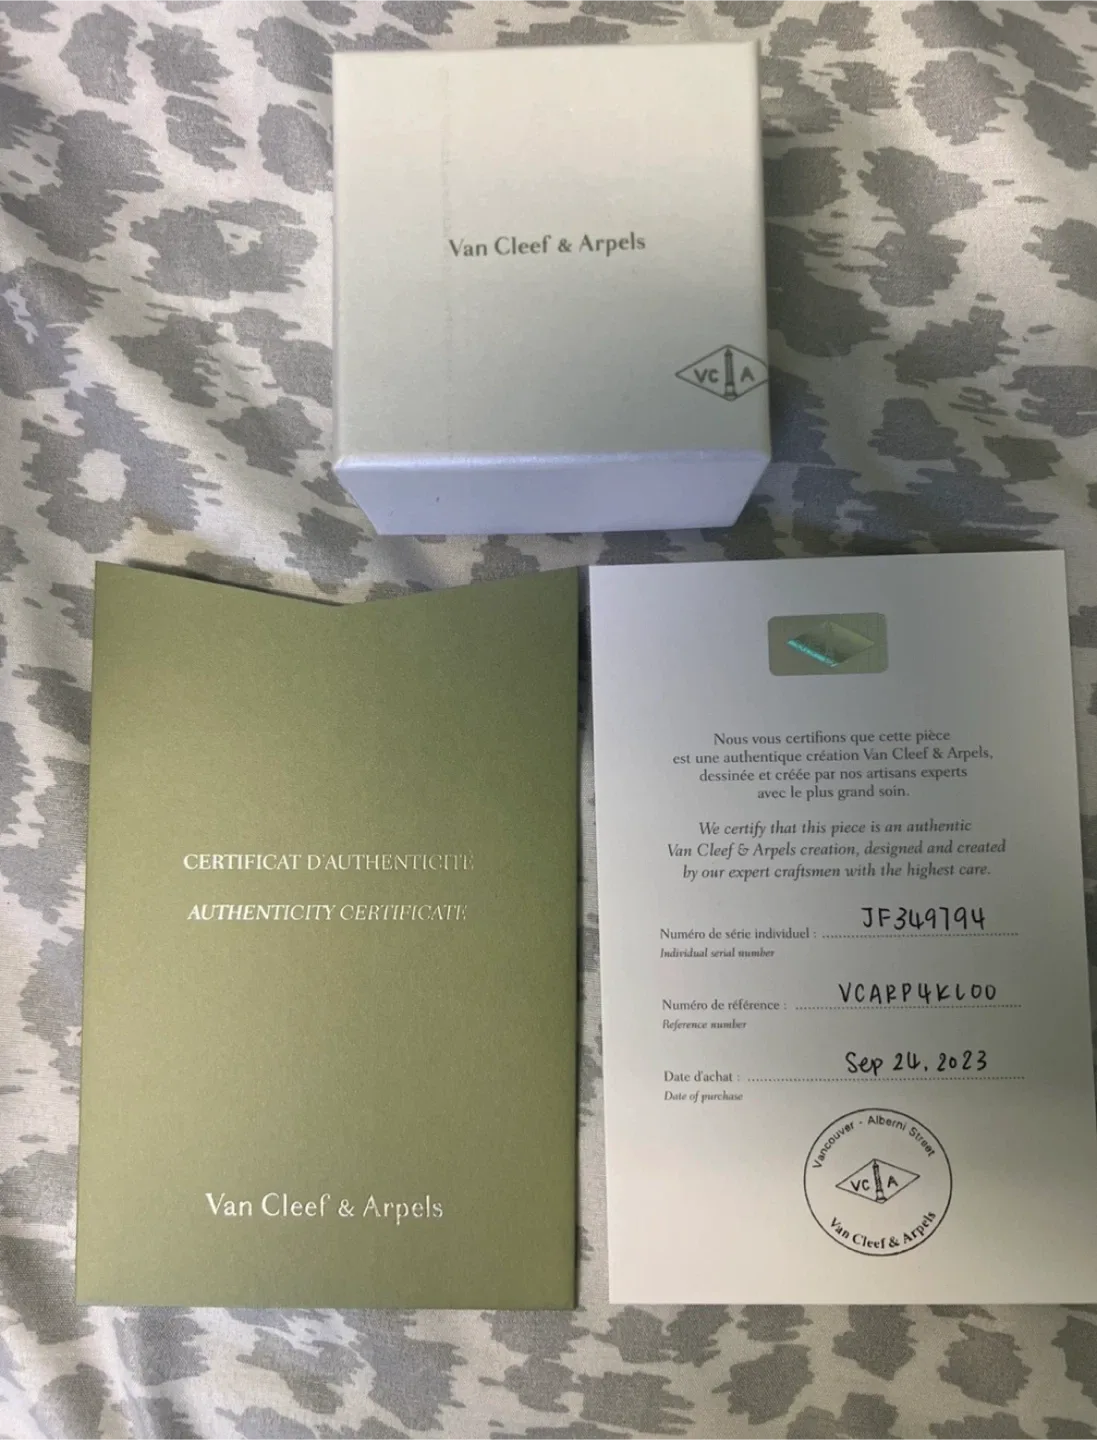 Van Cleef & Arpels
VC A
CERTIFICAT D'AUTHENTICITÉ
AUTHENTICITY CERTIFICATE
Van Cleef & Arpels
Nous vous certifions que cette pièce
est une authentique création Van Cleef & Arpels,
dessinée et créée par nos artisans experts
avec le plus grand soin.
We certify that this piece is an authentic
Van Cleef & Arpels creation, designed and created
by our expert craftsmen with the highest care.
Numéro de série individuel : JF349794
Individual serial number
Numéro de référence : VCARP4KL00
Reference number
Date d'achat : Sep 24, 2023
Date of purchase
Vancouver - Alberni Street
VC A
Van Cleef & Arpels